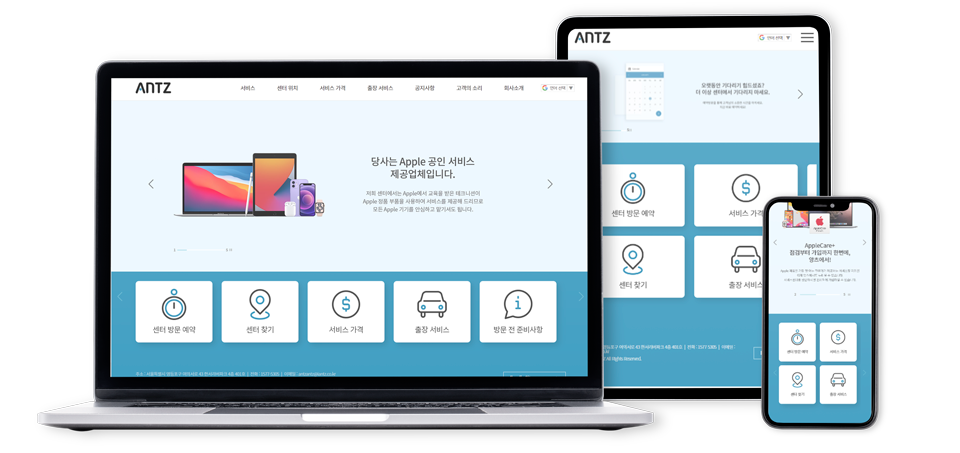 ANTZ
서비스 센터 위치 서비스 가격 출장 서비스 공지사항 고객의 소리 회사소개 G 언어 선택 ▼
당사는 Apple 공인 서비스
제공업체입니다.
저희 센터에서는 Apple에서 교육을 받은 테크니션이
Apple 정품 부품을 사용하여 서비스를 제공해 드리므로
모든 Apple 기기를 안심하고 맡기셔도 됩니다.
센터 방문 예약
센터 찾기
서비스 가격
출장 서비스
방문 전 준비사항
ANTZ
G 언어 선택 ▼
오랫동안 기다리기 힘드셨죠?
더 이상 센터에서 기다리지 마세요.
센터 방문 예약
서비스 가격
센터 찾기
출장 서비스
AppleCare+
점검부터 가입까지 한번에,
앙츠에서!
센터 방문 예약
서비스 가격
센터 찾기
출장 서비스